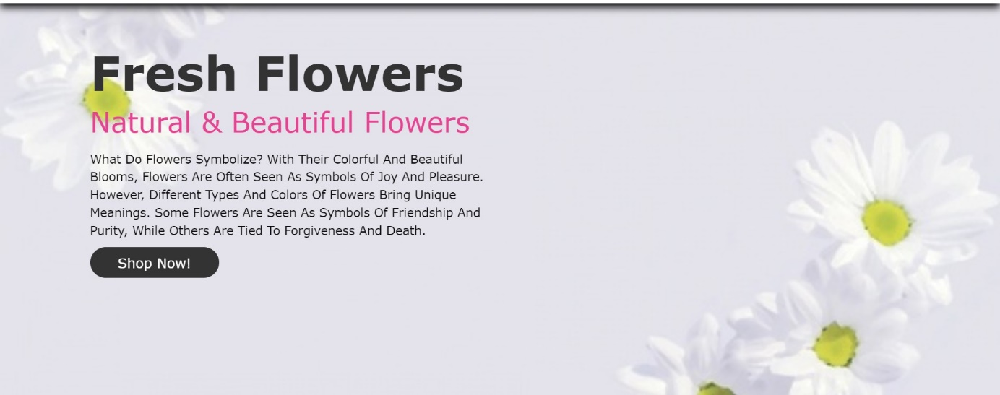 Fresh Flowers
Natural & Beautiful Flowers
What Do Flowers Symbolize? With Their Colorful And Beautiful
Blooms, Flowers Are Often Seen As Symbols Of Joy And Pleasure.
However, Different Types And Colors Of Flowers Bring Unique
Meanings. Some Flowers Are Seen As Symbols Of Friendship And
Purity, While Others Are Tied To Forgiveness And Death.
Shop Now!